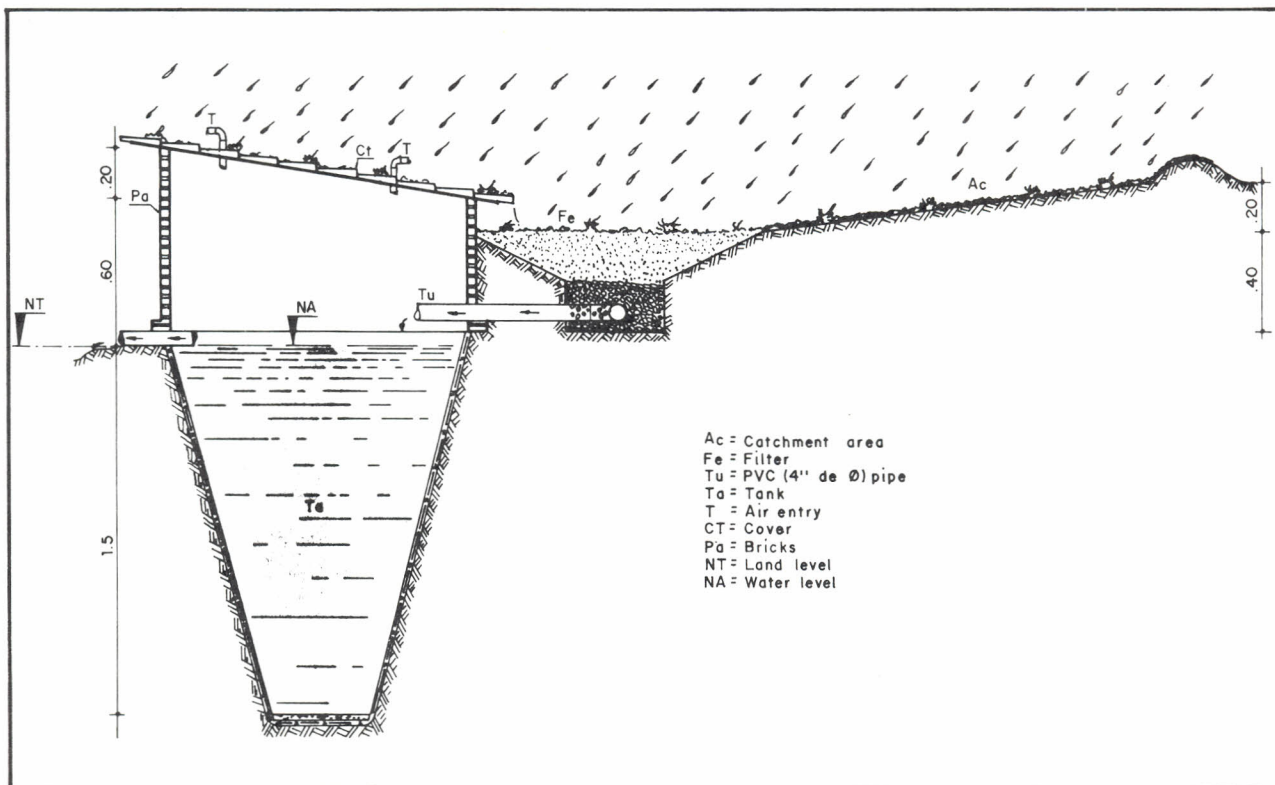 T
Ct
T
Pa
.20
Ac
Fe
.20
.60
.40
Tu
NT
NA
Ta
1.5
Ac = Catchment area
Fe = Filter
Tu = PVC (4" de Ø) pipe
Ta = Tank
T = Air entry
CT = Cover
Pa = Bricks
NT = Land level
NA = Water level